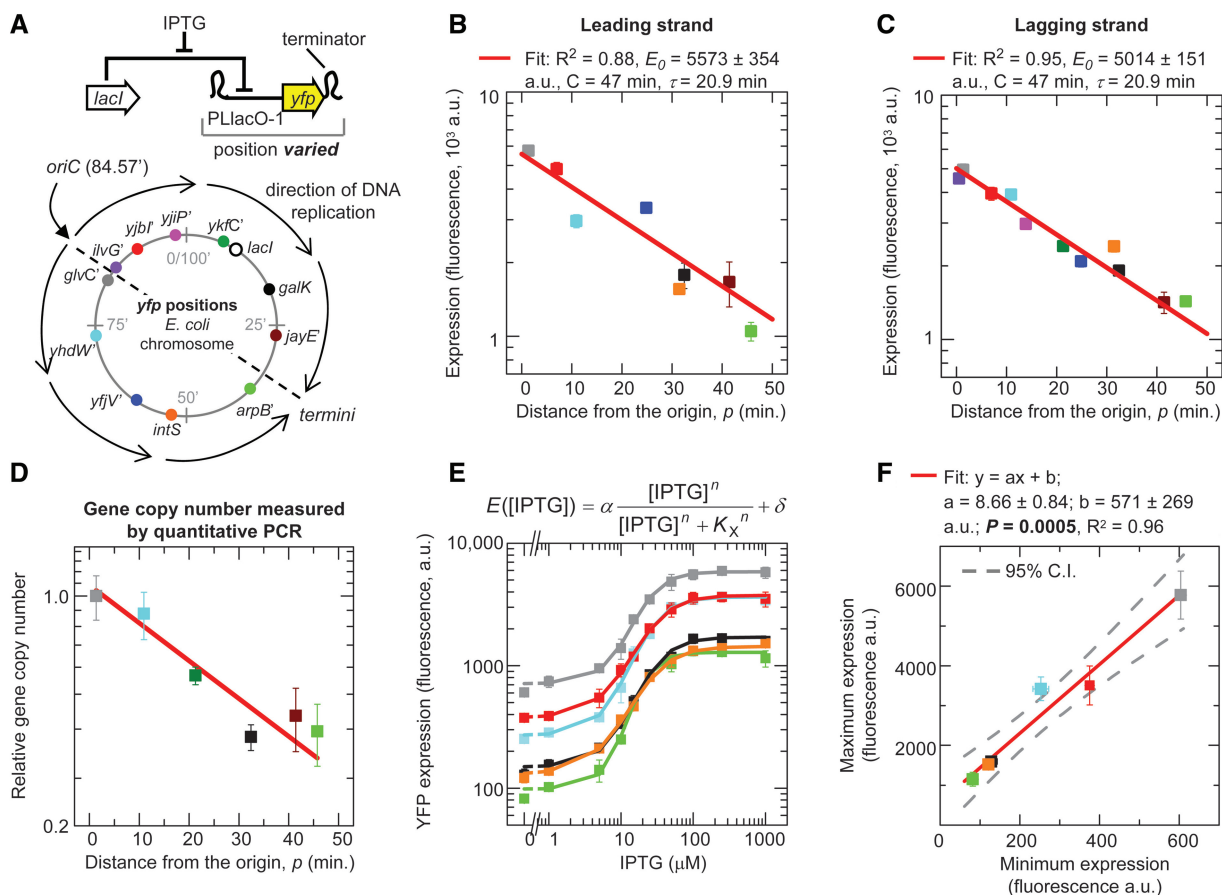 A
IPTG
terminator
lacI
yfp
PLlacO-1
position varied
oriC (84.57')
direction of DNA
replication
yjiP'
ykfC'
yjbI'
lacI
ilvG'
0/100'
glvC'
galK
yfp positions
75'
E. coli
25'
chromosome
jayE'
yhdW'
yfjV'
50'
arpB'
termini
intS
B
Leading strand
Fit: R² = 0.88, E₀ = 5573 ± 354
a.u., C = 47 min, τ = 20.9 min
Expression (fluorescence, 10³ a.u.)
10
1
0 10 20 30 40 50
Distance from the origin, p (min.)
C
Lagging strand
Fit: R² = 0.95, E₀ = 5014 ± 151
a.u., C = 47 min, τ = 20.9 min
Expression (fluorescence, 10³ a.u.)
10
1
0 10 20 30 40 50
Distance from the origin, p (min.)
D
Gene copy number measured
by quantitative PCR
Relative gene copy number
1.0
0.2
0 10 20 30 40 50
Distance from the origin, p (min.)
E
E([IPTG]) = α [IPTG]ⁿ / ([IPTG]ⁿ + Kₓⁿ) + δ
YFP expression (fluorescence, a.u.)
10,000
1000
100
0 1 10 100 1000
IPTG (μM)
F
Fit: y = ax + b;
a = 8.66 ± 0.84; b = 571 ± 269
a.u.; P = 0.0005, R² = 0.96
95% C.I.
Maximum expression
(fluorescence a.u.)
6000
4000
2000
0 200 400 600
Minimum expression
(fluorescence a.u.)